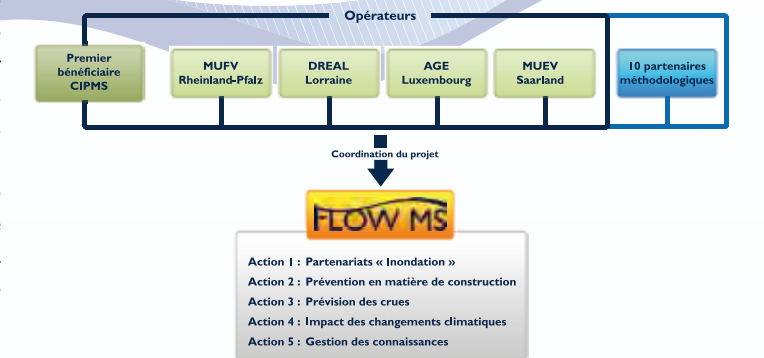 Opérateurs
Premier
bénéficiaire
CIPMS
MUFV
Rheinland-Pfalz
DREAL
Lorraine
AGE
Luxembourg
MUEV
Saarland
10 partenaires
méthodologiques
Coordination du projet
FLOW MS
Action 1 : Partenariats « Inondation »
Action 2 : Prévention en matière de construction
Action 3 : Prévision des crues
Action 4 : Impact des changements climatiques
Action 5 : Gestion des connaissances